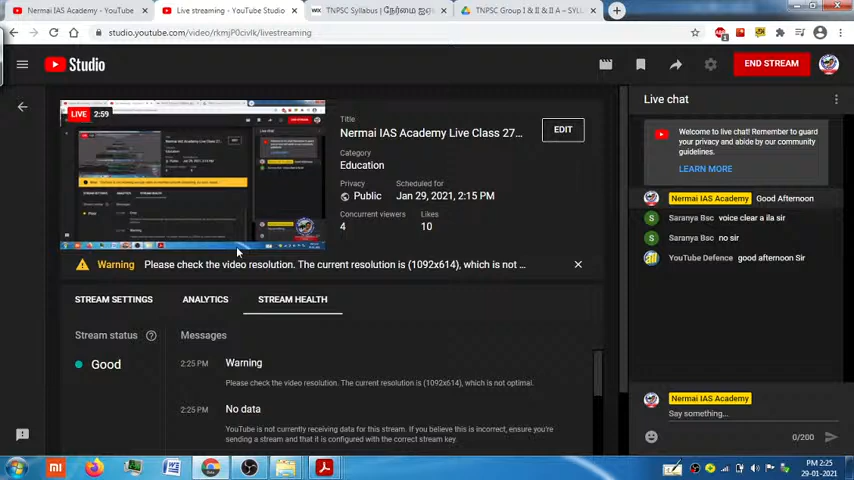 Nermai IAS Academy - YouTube
Live streaming - YouTube Studio
WiX TNPSC Syllabus | நேர்மை ஐஏ
TNPSC Group I & II & II A – SYLL
studio.youtube.com/video/rkmjP0civlk/livestreaming
Studio
END STREAM
LIVE 2:59
Title
Nermai IAS Academy Live Class 27...
EDIT
Category
Education
Privacy
Public
Scheduled for
Jan 29, 2021, 2:15 PM
Concurrent viewers
4
Likes
10
Warning Please check the video resolution. The current resolution is (1092x614), which is not ...
STREAM SETTINGS
ANALYTICS
STREAM HEALTH
Stream status
Good
Messages
2:25 PM Warning
Please check the video resolution. The current resolution is (1092x614), which is not optimal.
2:25 PM No data
YouTube is not currently receiving data for this stream. If you believe this is incorrect, ensure you're
sending a stream and that it is configured with the correct stream key.
Live chat
Welcome to live chat! Remember to guard
your privacy and abide by our community
guidelines.
LEARN MORE
Nermai IAS Academy Good Afternoon
Saranya Bsc voice clear a ila sir
Saranya Bsc no sir
YouTube Defence good afternoon Sir
Nermai IAS Academy
Say something...
0/200
PM 2:25
29-01-2021